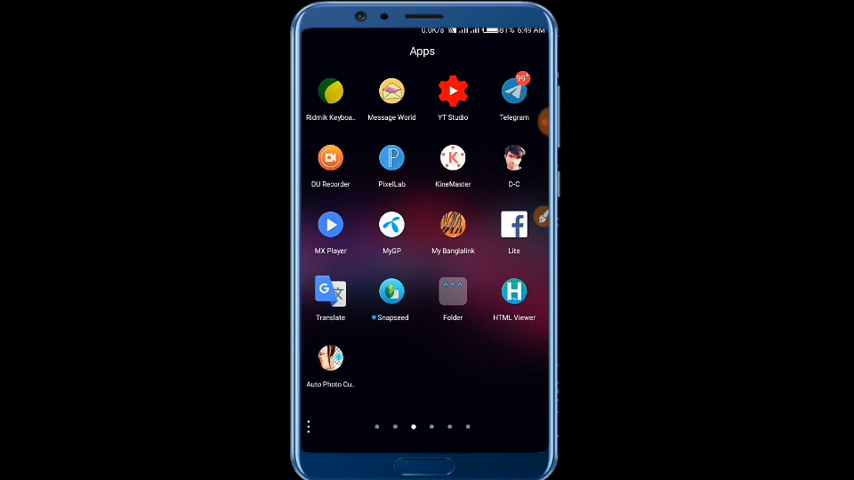 0.0K/s 81% 6:49 AM
Apps
99+
Ridmik Keyboa.. Message World YT Studio Telegram
DU Recorder PixelLab KineMaster D-C
MX Player MyGP My Banglalink Lite
Translate Snapseed Folder HTML Viewer
Auto Photo Cu..